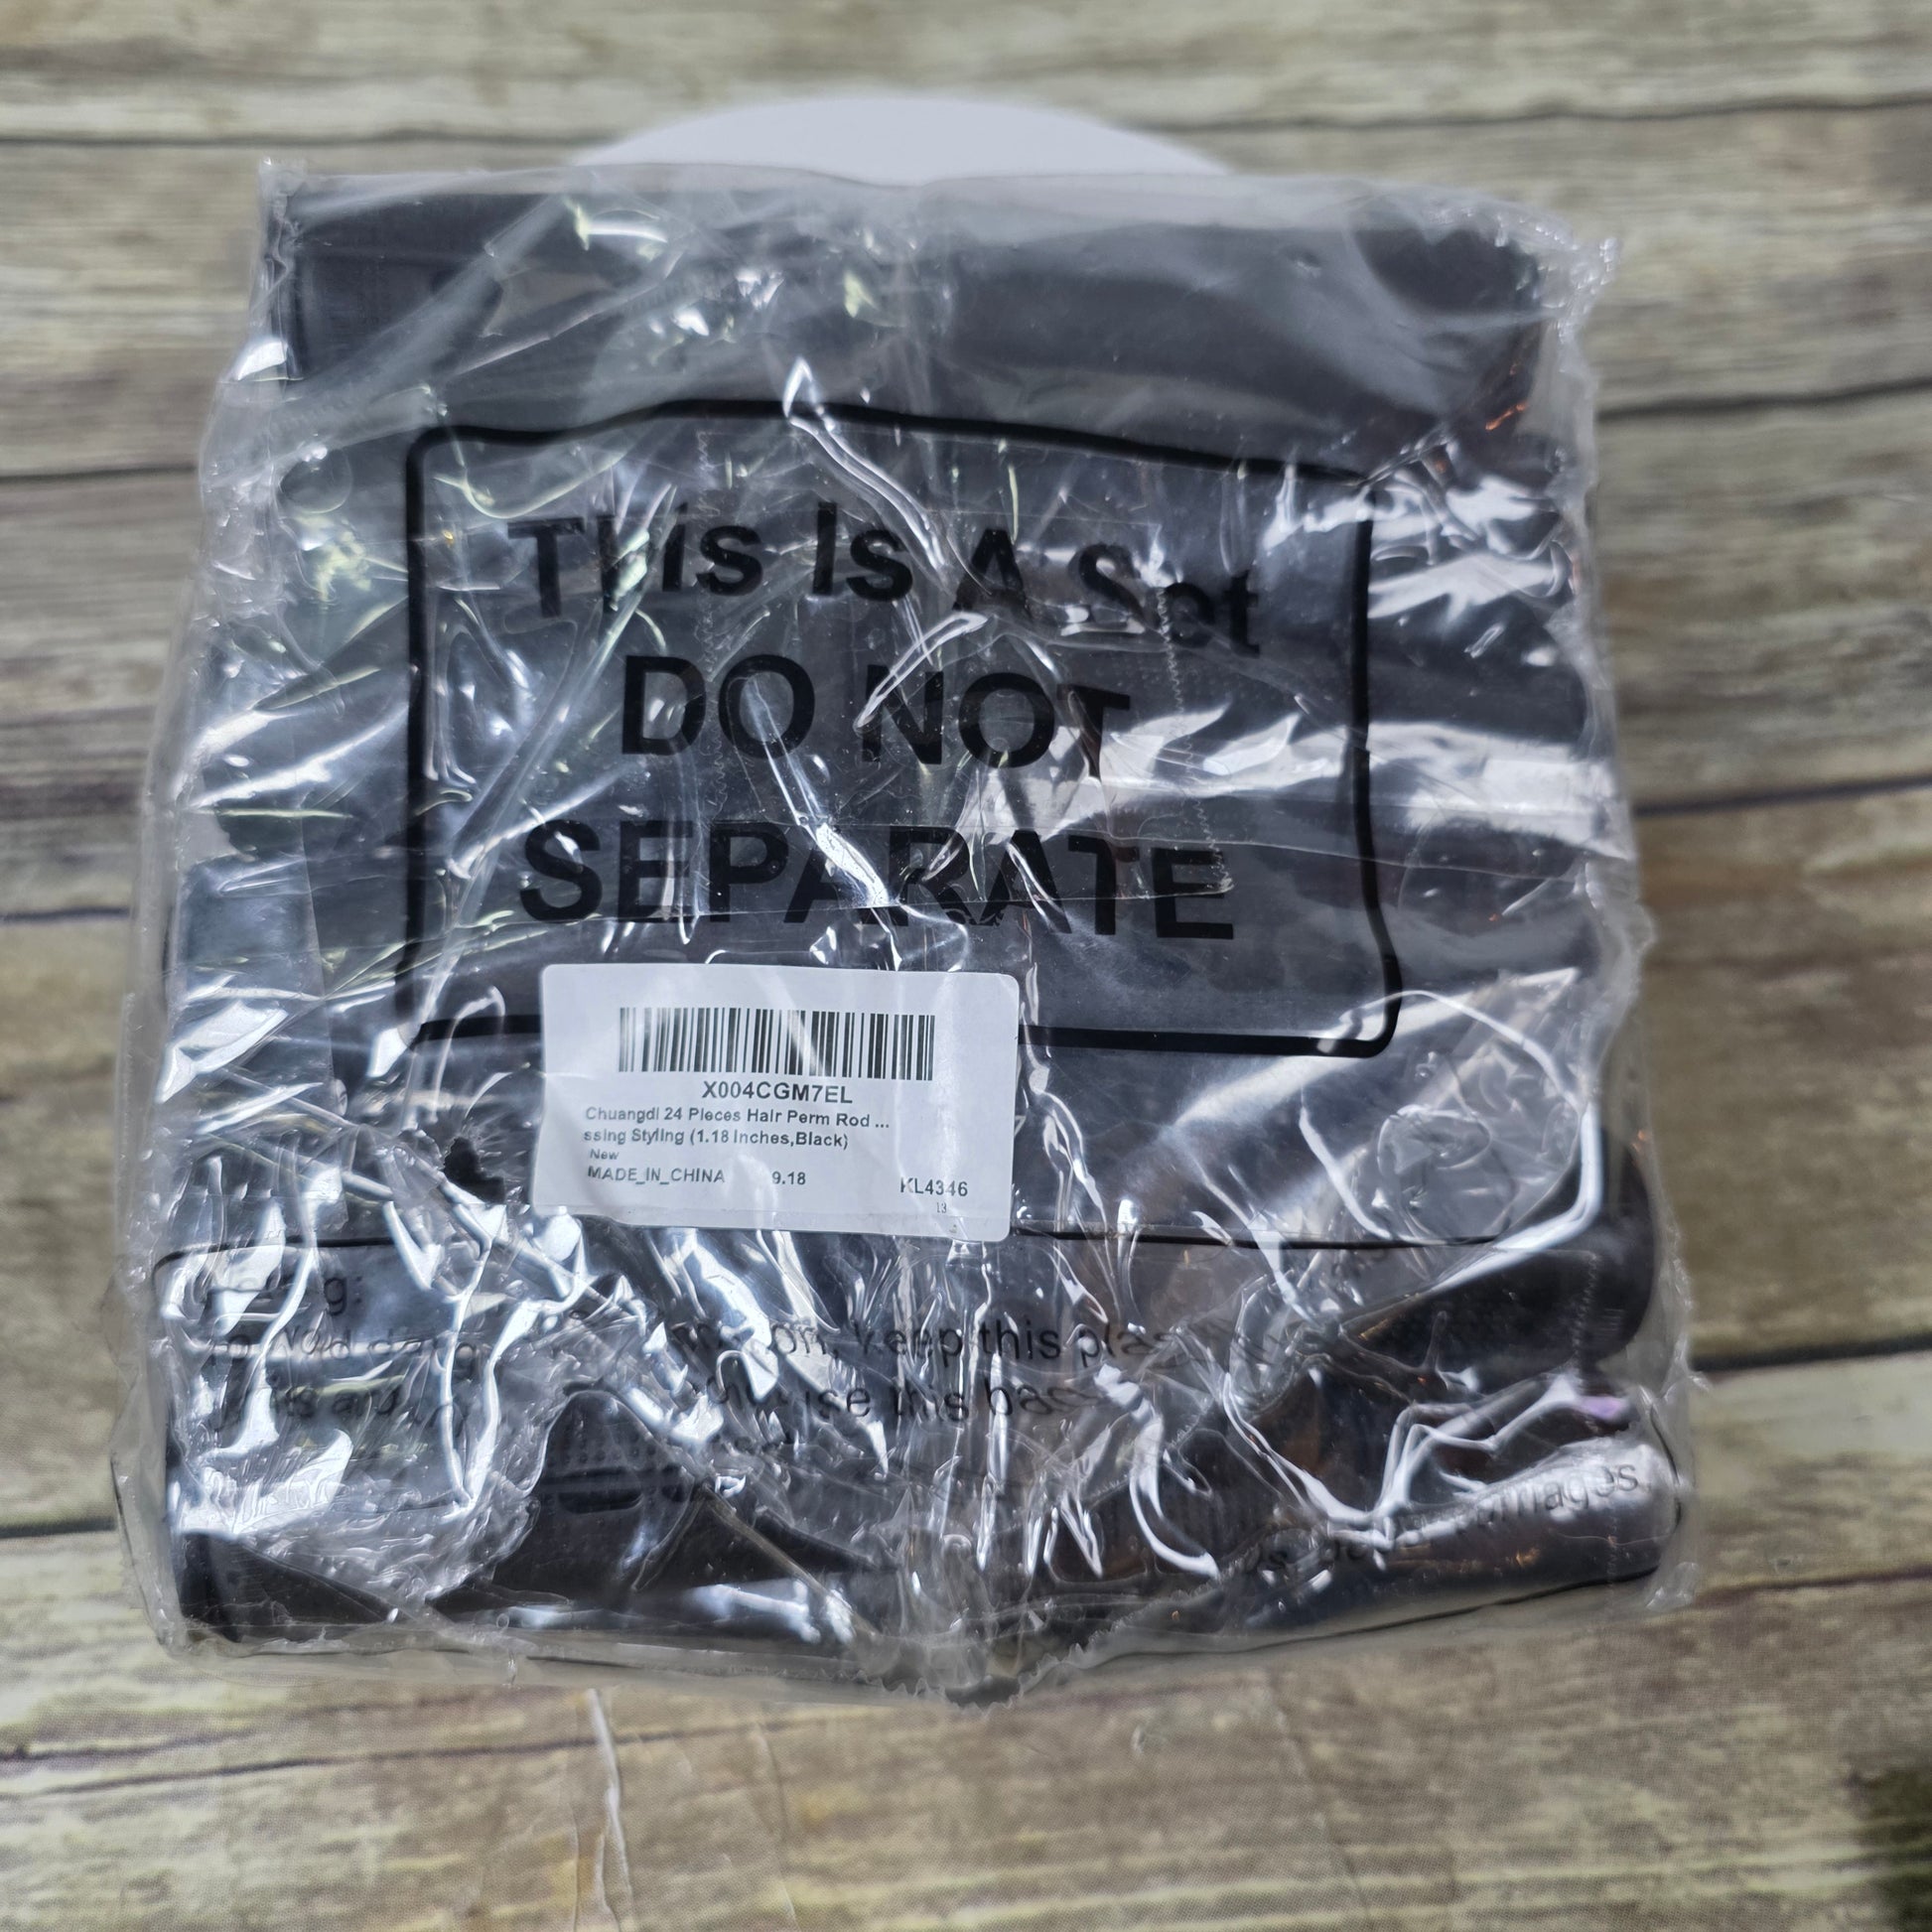 This Is A Set
DO NOT
SEPARATE
X004CGM7EL
Chuangdi 24 Pieces Hair Perm Rod ...
ssing Styling (1.18 Inches,Black)
New
MADE_IN_CHINA 9.18 KL4346
13
keep this
use this